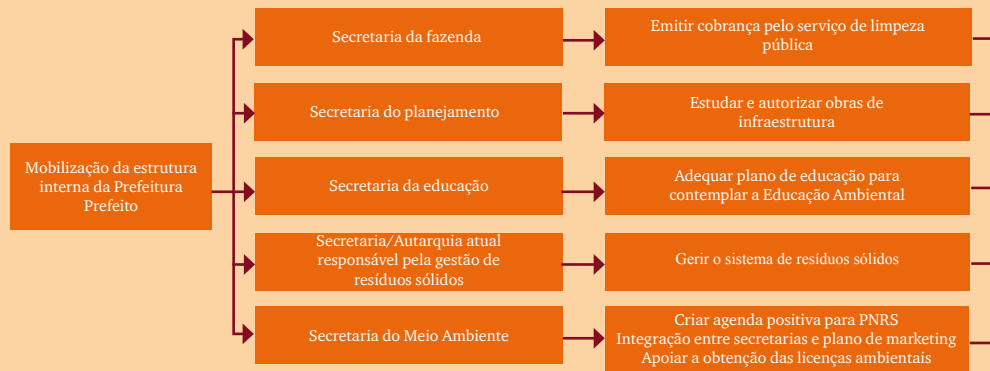 Mobilização da estrutura
interna da Prefeitura
Prefeito
Secretaria da fazenda
Emitir cobrança pelo serviço de limpeza
pública
Secretaria do planejamento
Estudar e autorizar obras de
infraestrutura
Secretaria da educação
Adequar plano de educação para
contemplar a Educação Ambiental
Secretaria/Autarquia atual
responsável pela gestão de
resíduos sólidos
Gerir o sistema de resíduos sólidos
Secretaria do Meio Ambiente
Criar agenda positiva para PNRS
Integração entre secretarias e plano de marketing
Apoiar a obtenção das licenças ambientais